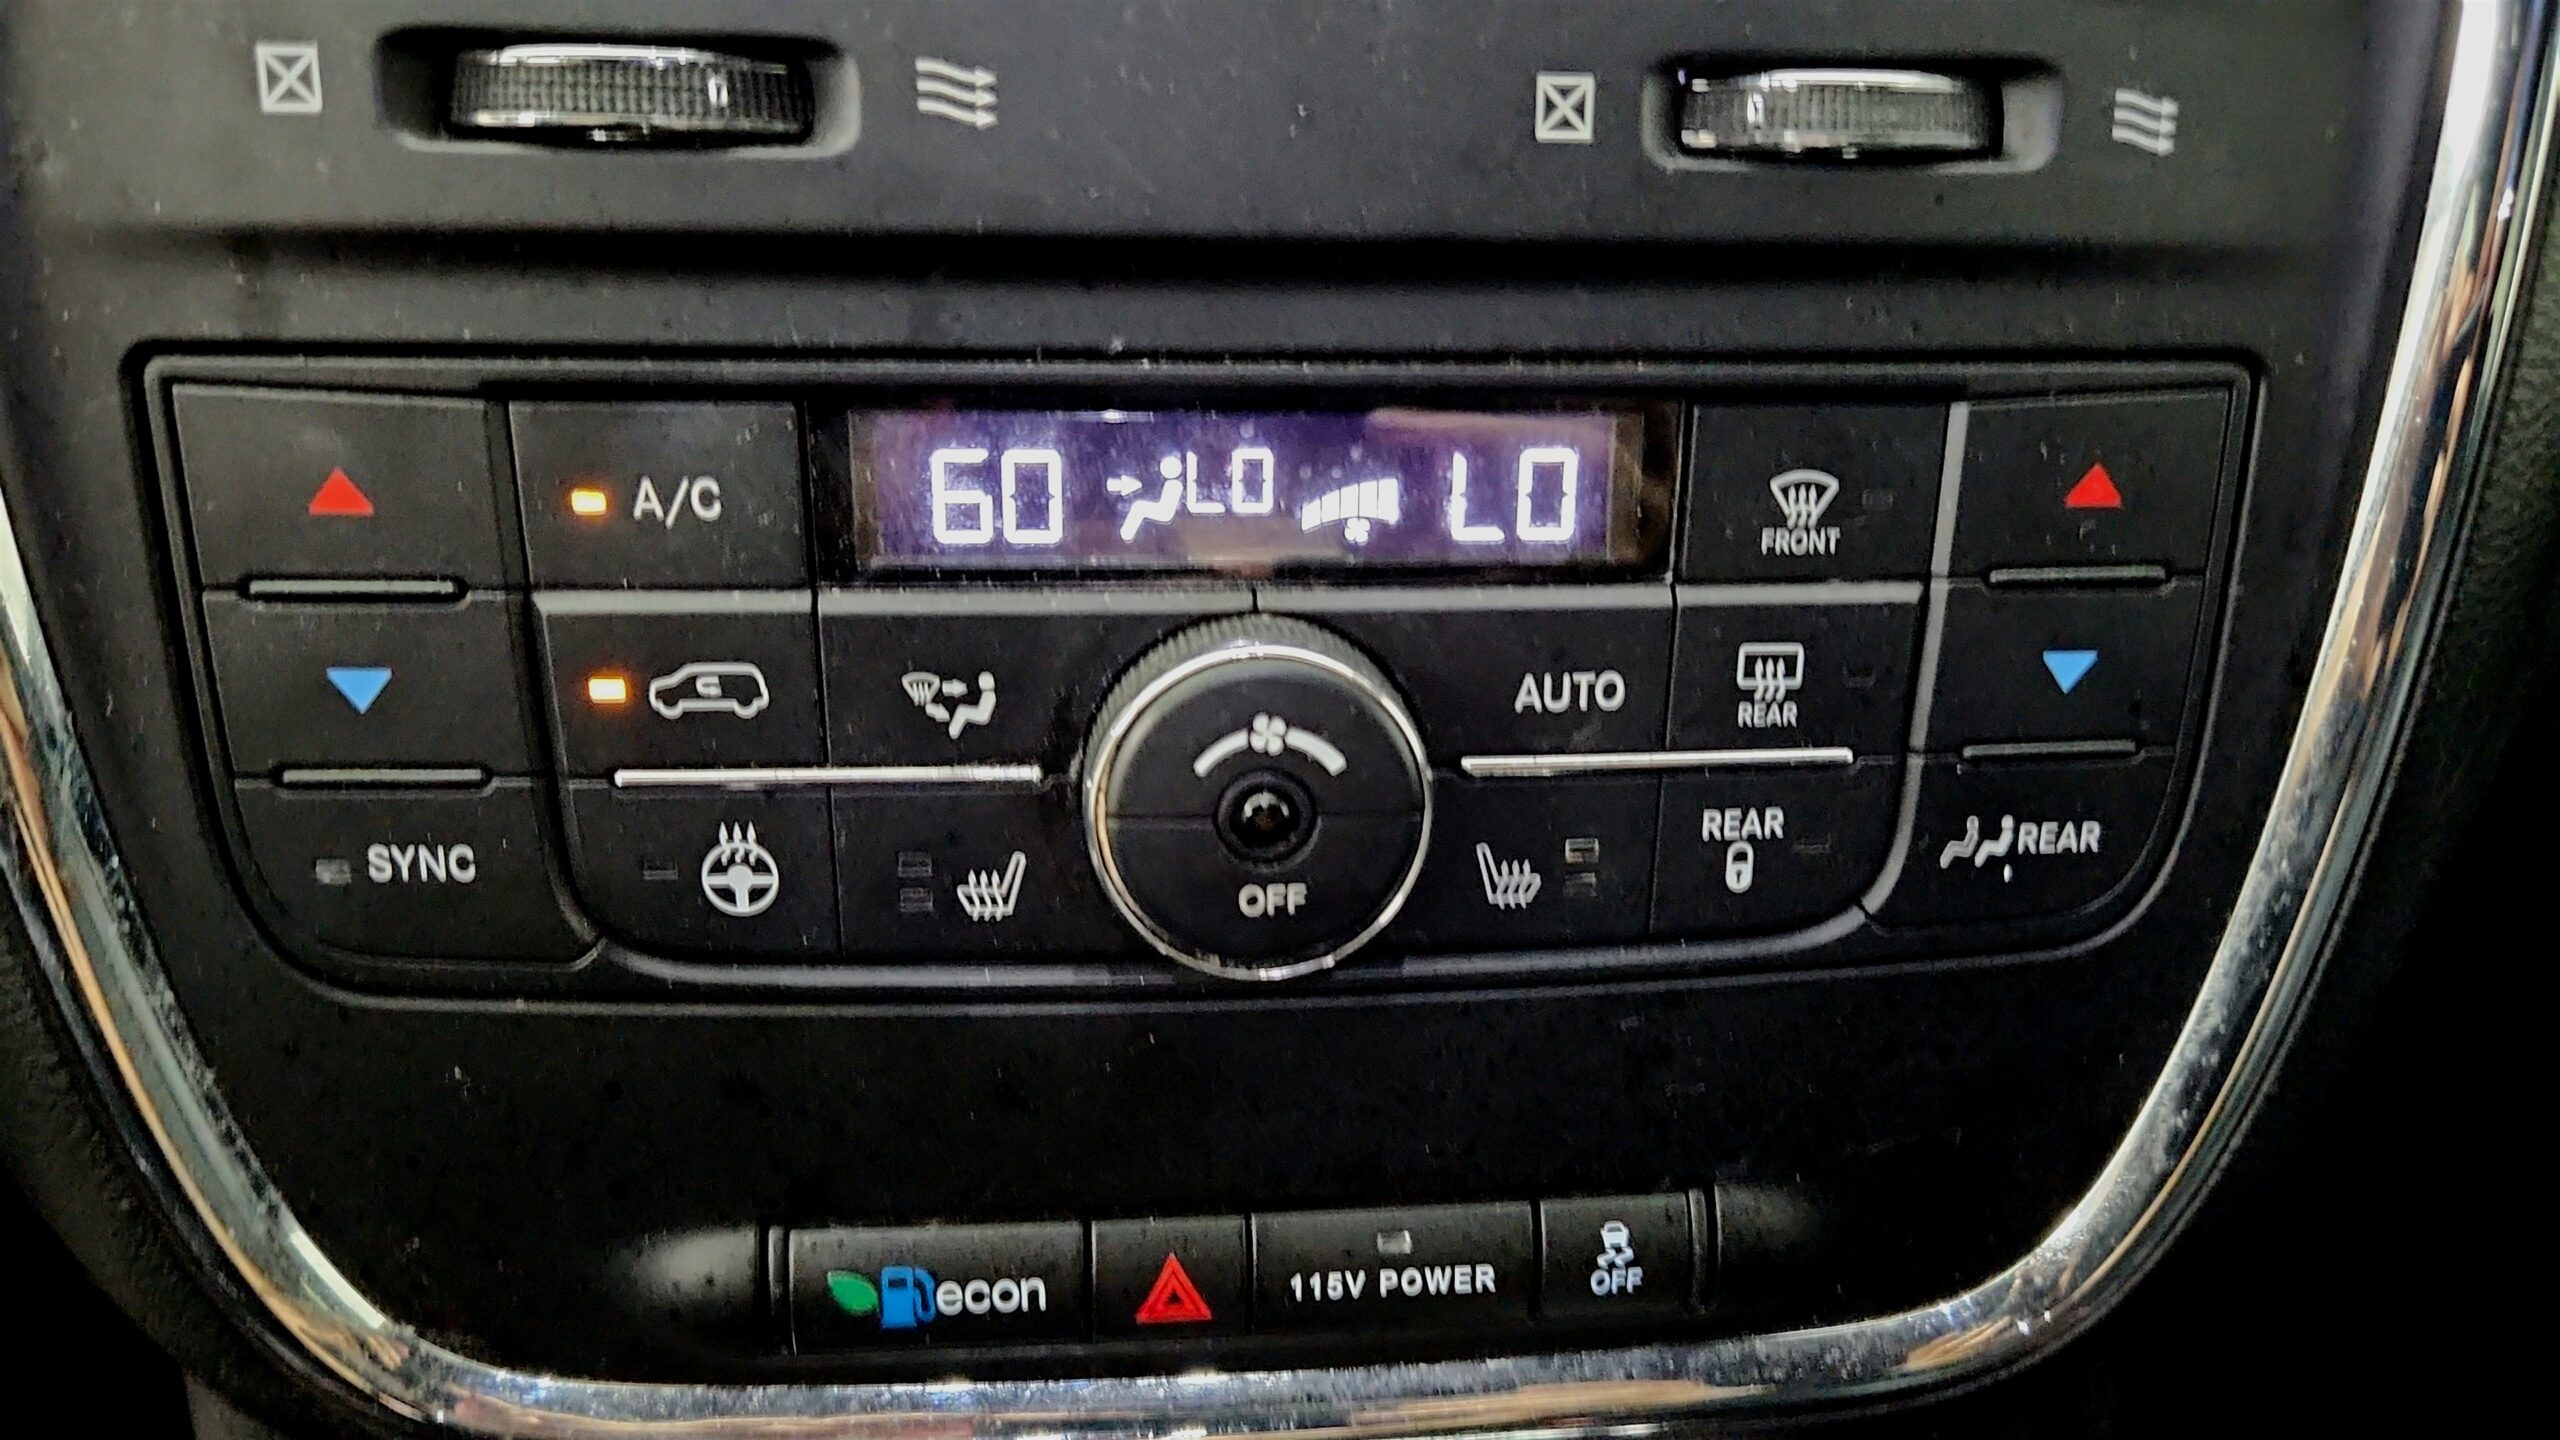 A/C
60 LO LO
FRONT
AUTO
REAR
SYNC
OFF
REAR
REAR
econ
115V POWER
OFF